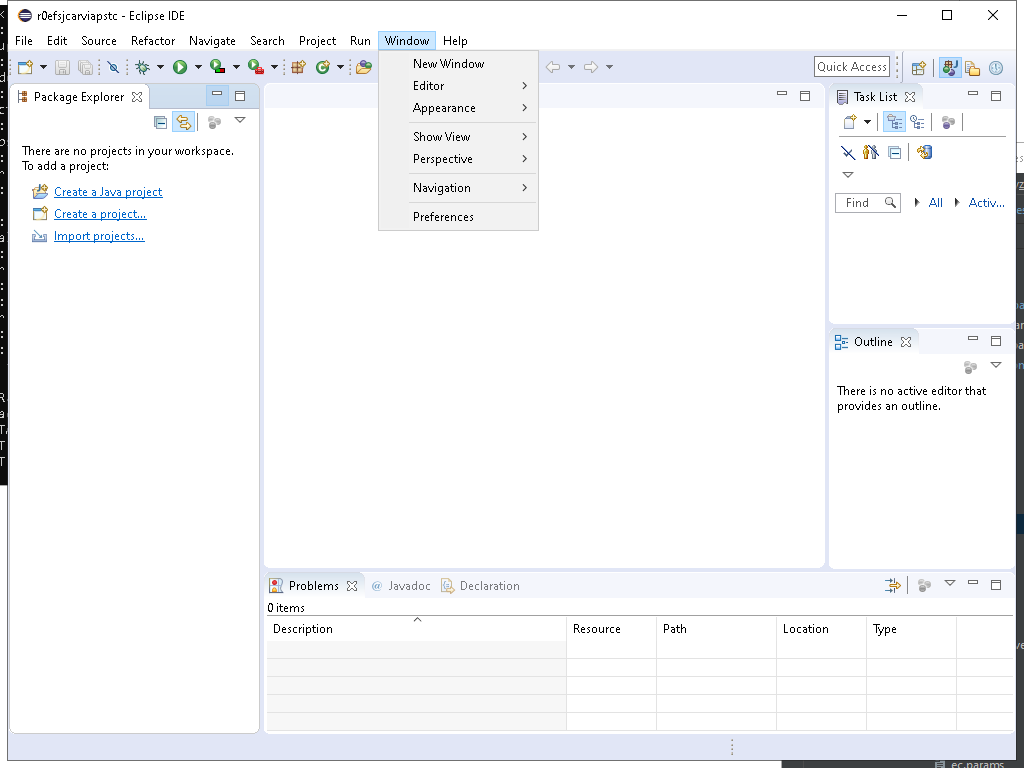 r0efsjcarviapstc - Eclipse IDE
File Edit Source Refactor Navigate Search Project Run Window Help
Quick Access
New Window
Editor
Appearance
Show View
Perspective
Navigation
Preferences
Package Explorer
There are no projects in your workspace.
To add a project:
Create a Java project
Create a project...
Import projects...
Task List
Find All Activ...
Outline
There is no active editor that
provides an outline.
Problems @ Javadoc Declaration
0 items
Description Resource Path Location Type
ec.params